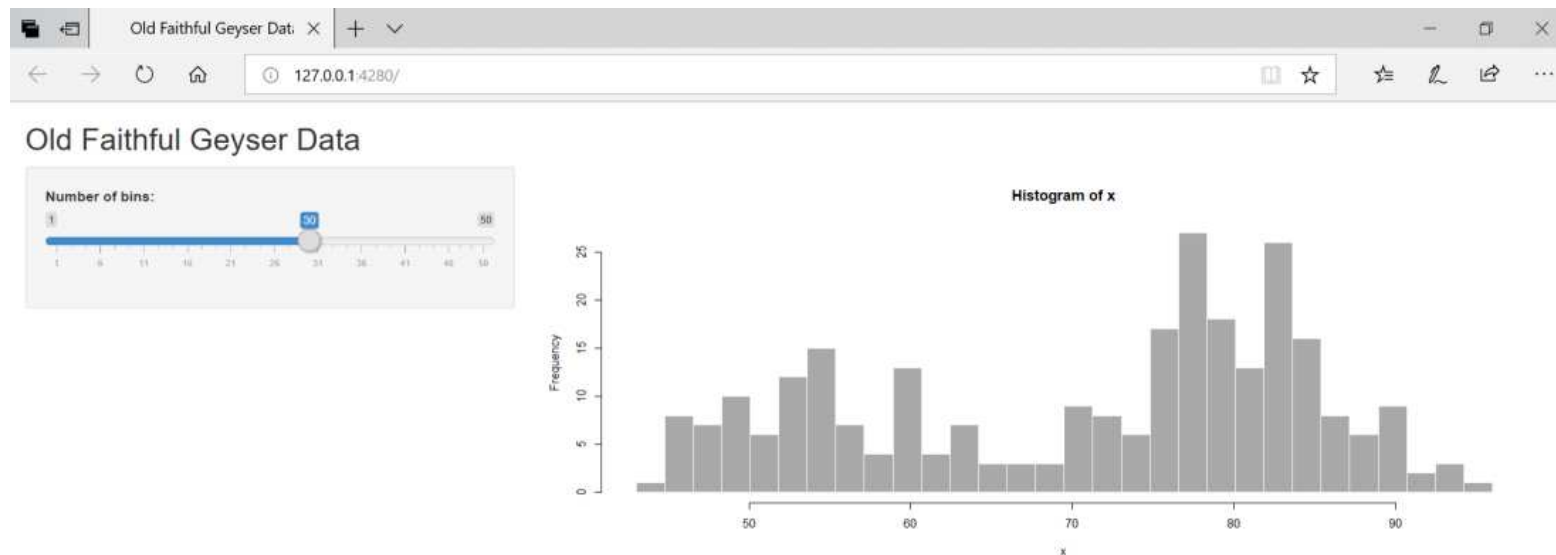 Old Faithful Geyser Dat
127.0.0.1:4280/
Old Faithful Geyser Data
Number of bins:
1 30 50
1 6 11 16 21 26 31 36 41 46 50
Histogram of x
Frequency
0 5 10 15 20 25
50 60 70 80 90
x